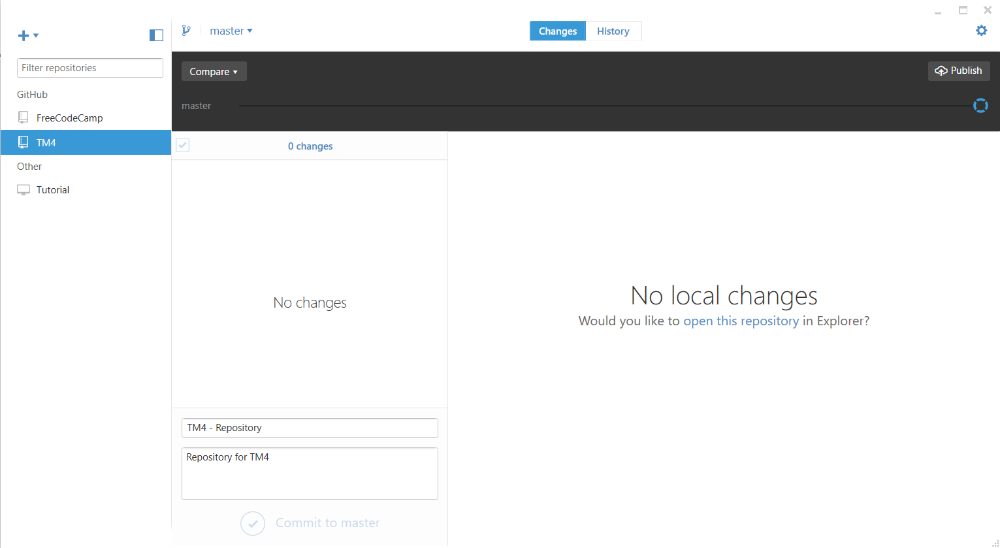 master
Changes
History
Filter repositories
Compare
Publish
GitHub
master
FreeCodeCamp
TM4
0 changes
Other
Tutorial
No changes
No local changes
Would you like to open this repository in Explorer?
TM4 - Repository
Repository for TM4
Commit to master